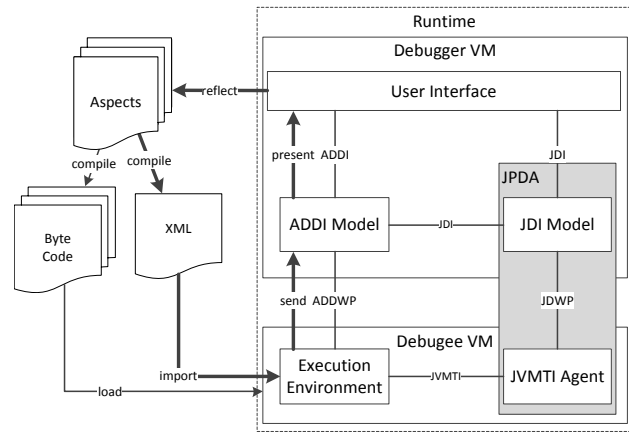 Runtime
Debugger VM
User Interface
Aspects
reflect
compile
compile
present
ADDI
JDI
JPDA
Byte
Code
XML
ADDI Model
JDI
JDI Model
send
ADDWP
JDWP
Debugee VM
import
Execution
Environment
JVMTI
JVMTI Agent
load